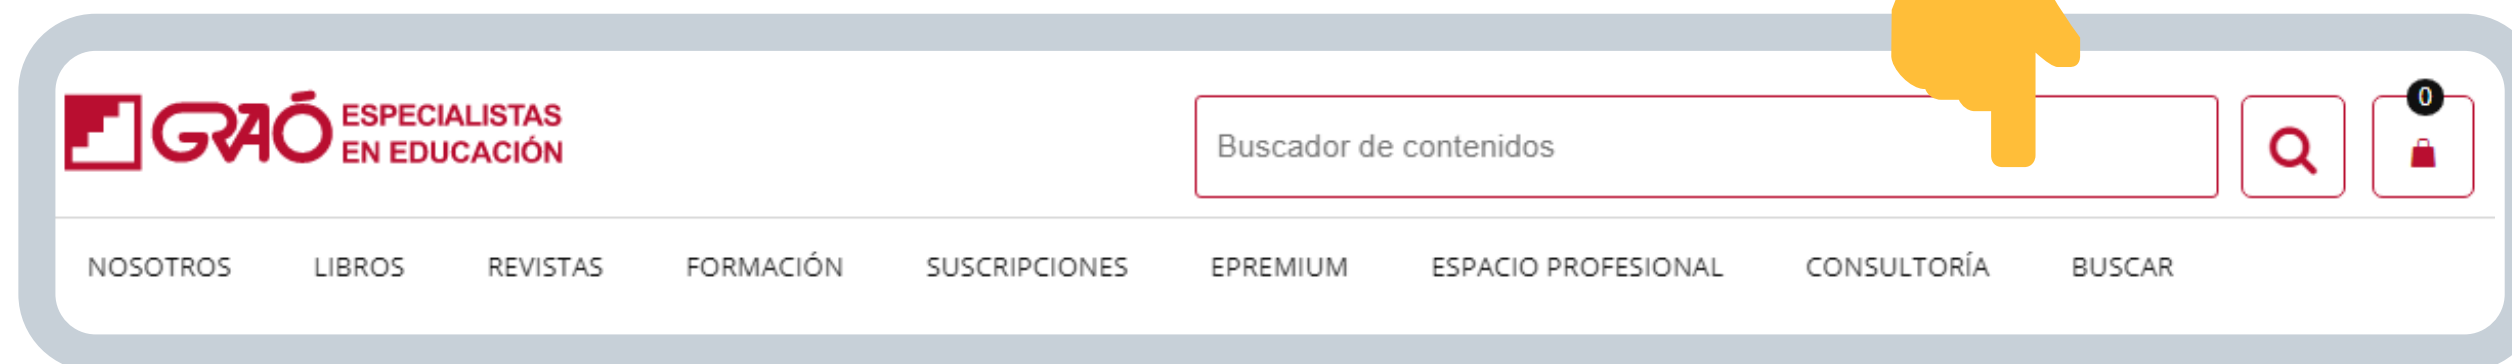 GRAÓ ESPECIALISTAS
EN EDUCACIÓN
Buscador de contenidos
0
NOSOTROS LIBROS REVISTAS FORMACIÓN SUSCRIPCIONES EPREMIUM ESPACIO PROFESIONAL CONSULTORÍA BUSCAR